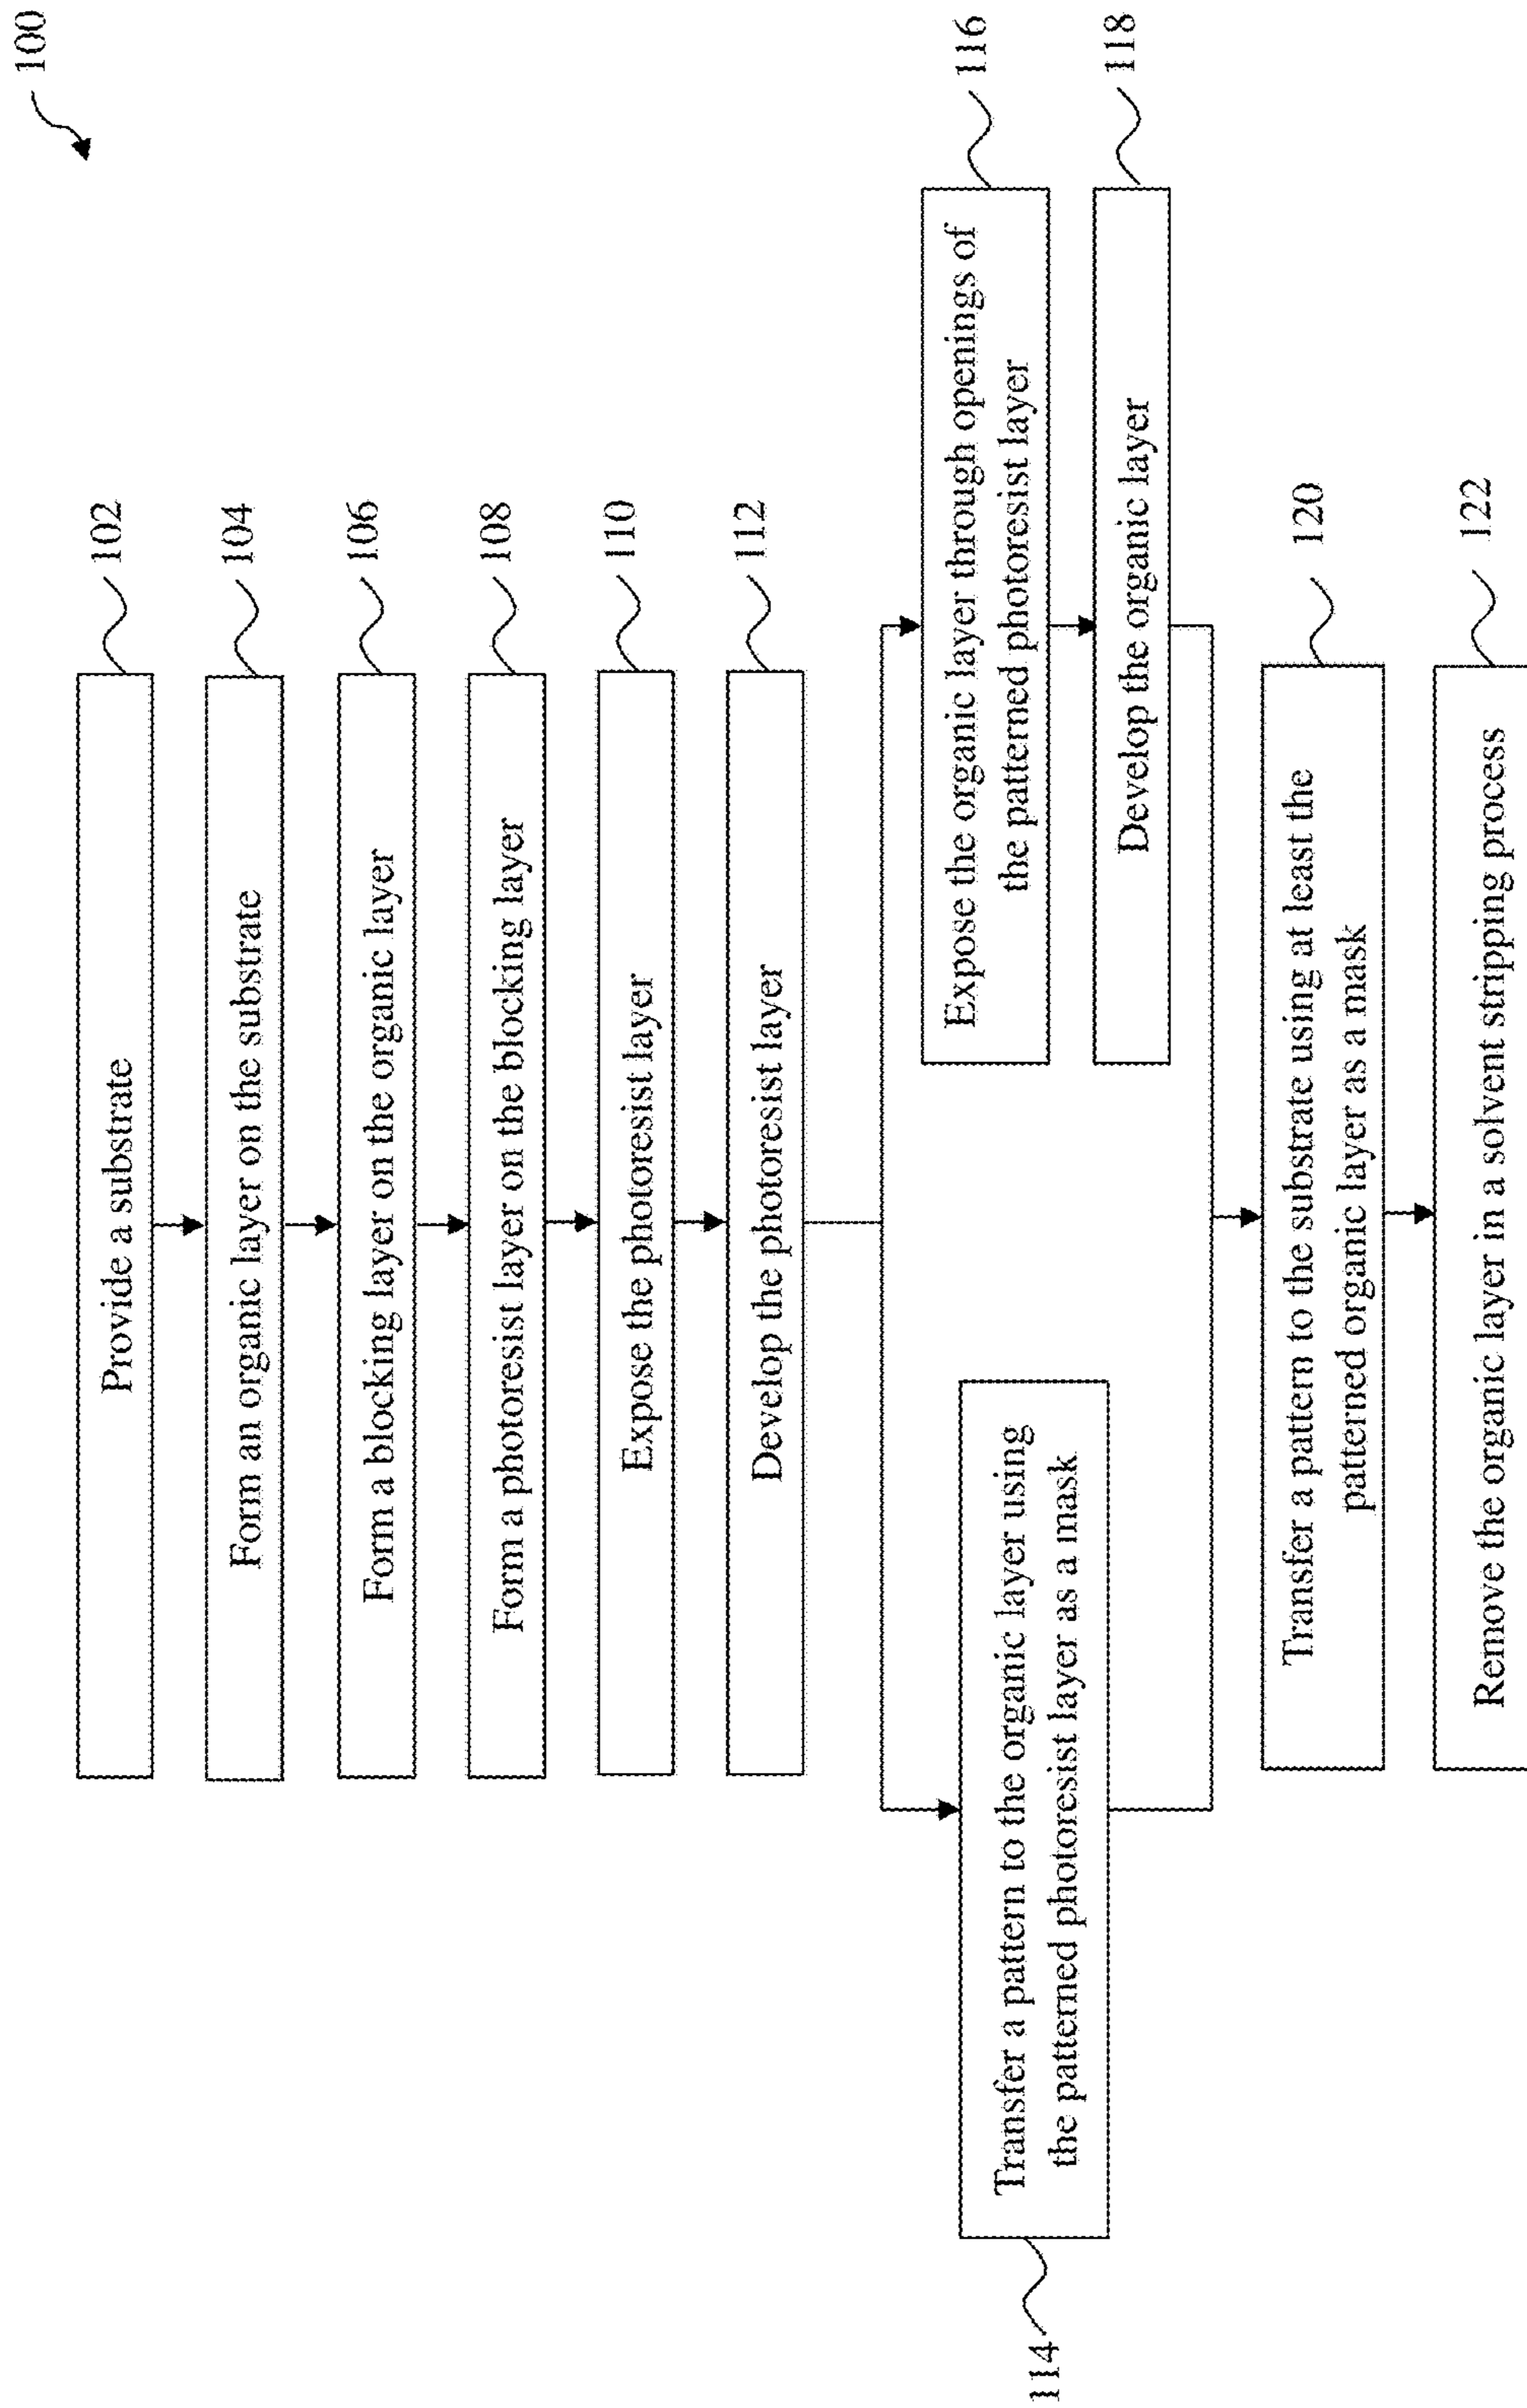 100
Provide a substrate
102
Form an organic layer on the substrate
104
Form a blocking layer on the organic layer
106
Form a photoresist layer on the blocking layer
108
Expose the photoresist layer
110
Develop the photoresist layer
112
114
Transfer a pattern to the organic layer using
the patterned photoresist layer as a mask
Expose the organic layer through openings of
the patterned photoresist layer
116
Develop the organic layer
118
Transfer a pattern to the substrate using at least the
patterned organic layer as a mask
120
Remove the organic layer in a solvent stripping process
122